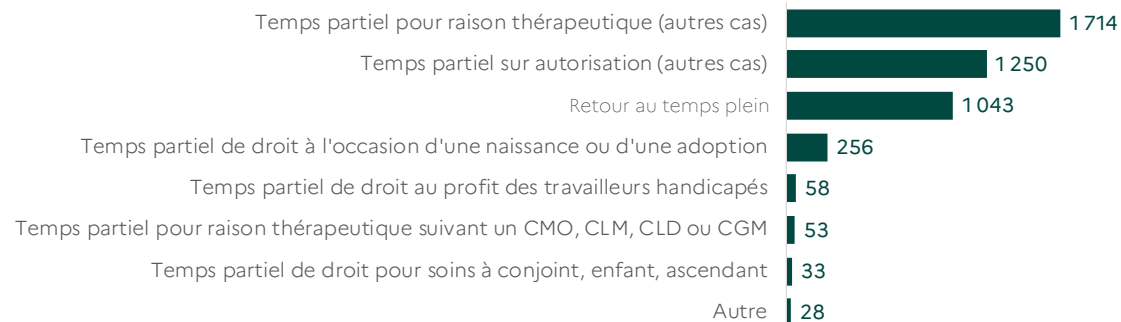 Temps partiel pour raison thérapeutique (autres cas) 1 714
Temps partiel sur autorisation (autres cas) 1 250
Retour au temps plein 1 043
Temps partiel de droit à l'occasion d'une naissance ou d'une adoption 256
Temps partiel de droit au profit des travailleurs handicapés 58
Temps partiel pour raison thérapeutique suivant un CMO, CLM, CLD ou CGM 53
Temps partiel de droit pour soins à conjoint, enfant, ascendant 33
Autre 28